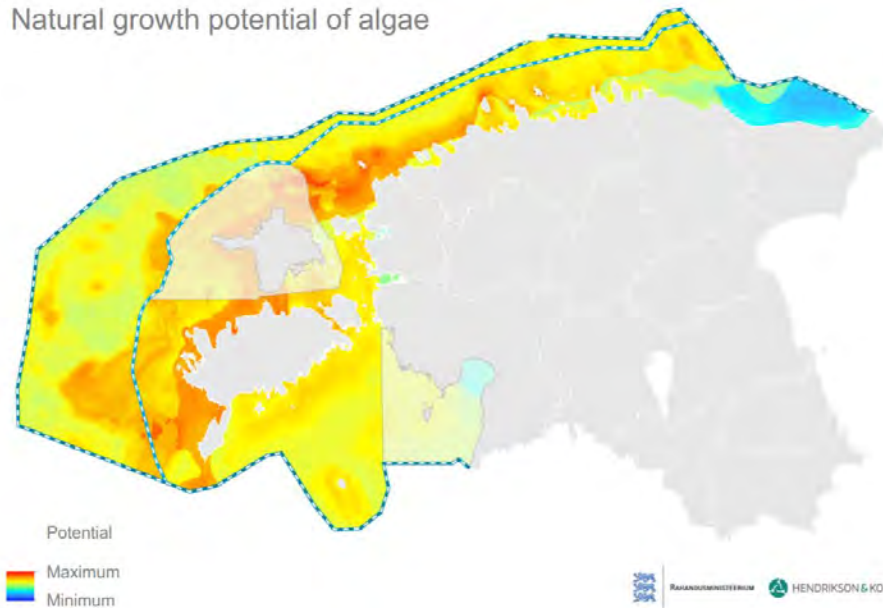 Natural growth potential of algae
Potential
Maximum
Minimum
RAHANDUSMINISTEERIUM
HENDRIKSON&KO